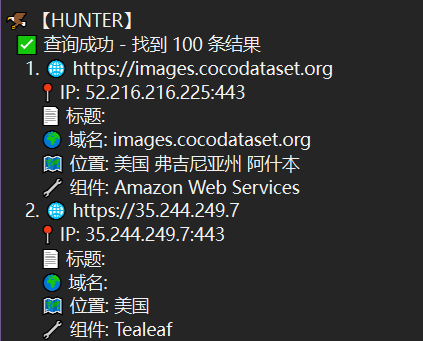 【HUNTER】
✅ 查询成功 - 找到 100 条结果
1. 🌐 https://images.cocodataset.org
📍 IP: 52.216.216.225:443
📄 标题:
🌍 域名: images.cocodataset.org
🗺️ 位置: 美国 弗吉尼亚州 阿什本
🔧 组件: Amazon Web Services
2. 🌐 https://35.244.249.7
📍 IP: 35.244.249.7:443
📄 标题:
🌍 域名:
🗺️ 位置: 美国
🔧 组件: Tealeaf